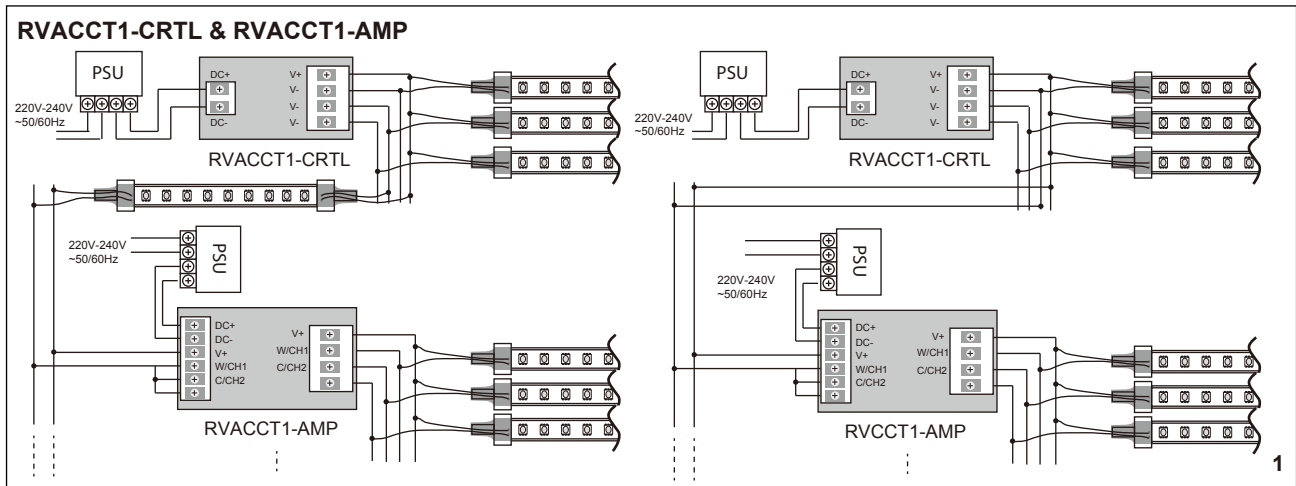 RVACCT1-CRTL & RVACCT1-AMP
PSU
220V-240V
~50/60Hz
DC+
DC-
V+
V-
V-
V-
RVACCT1-CRTL
220V-240V
~50/60Hz
PSU
DC+
DC-
V+
W/CH1
C/CH2
V+
W/CH1
C/CH2
RVACCT1-AMP
PSU
220V-240V
~50/60Hz
DC+
DC-
V+
V-
V-
V-
RVACCT1-CRTL
220V-240V
~50/60Hz
PSU
DC+
DC-
V+
W/CH1
C/CH2
V+
W/CH1
C/CH2
RVCCT1-AMP
1